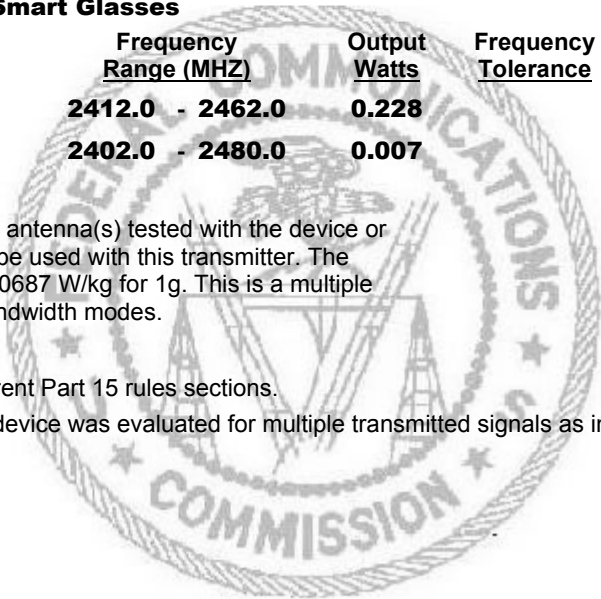 Smart Glasses
Frequency Output Frequency
Range (MHZ) Watts Tolerance
2412.0 - 2462.0 0.228
2402.0 - 2480.0 0.007
antenna(s) tested with the device or
be used with this transmitter. The
0687 W/kg for 1g. This is a multiple
ndwidth modes.
rent Part 15 rules sections.
device was evaluated for multiple transmitted signals as in
FEDERAL COMMUNICATIONS COMMISSION